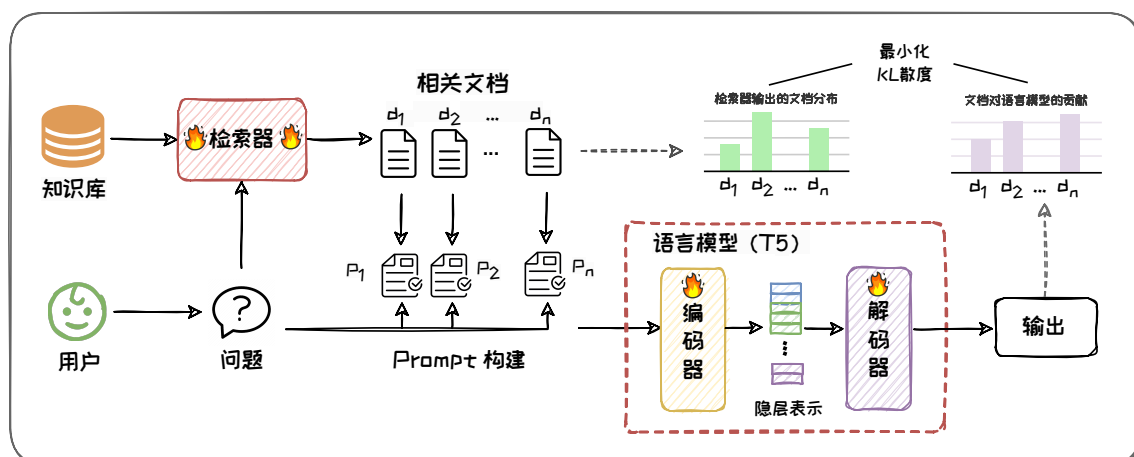 最小化
KL散度
相关文档
检索器输出的文档分布
文档对语言模型的贡献
d1 d2 ... dn
检索器
...
知识库
d1 d2 ... dn
d1 d2 ... dn
语言模型（T5）
P1 P2 Pn
?
编码器
解码器
输出
用户
问题
Prompt 构建
隐层表示